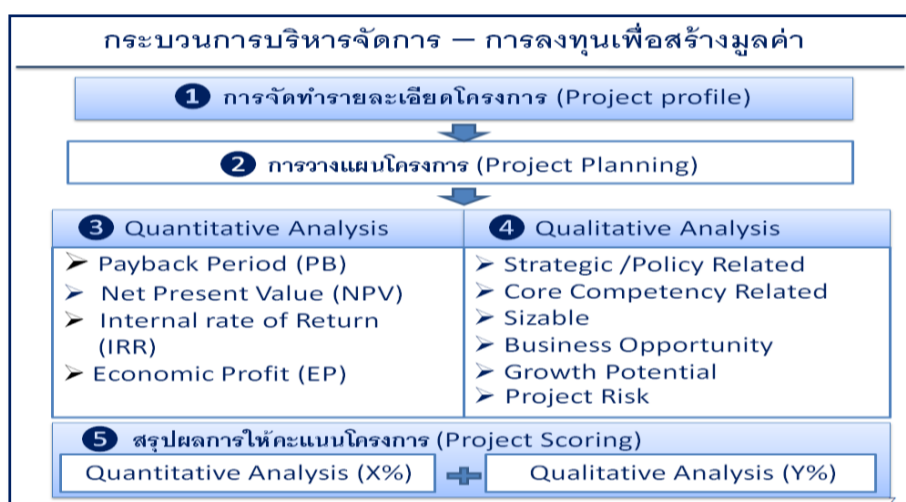 กระบวนการบริหารจัดการ – การลงทุนเพื่อสร้างมูลค่า
1 การจัดทำรายละเอียดโครงการ (Project profile)
2 การวางแผนโครงการ (Project Planning)
3 Quantitative Analysis
➤ Payback Period (PB)
➤ Net Present Value (NPV)
➤ Internal rate of Return
(IRR)
➤ Economic Profit (EP)
4 Qualitative Analysis
➤ Strategic /Policy Related
➤ Core Competency Related
➤ Sizable
➤ Business Opportunity
➤ Growth Potential
➤ Project Risk
5 สรุปผลการให้คะแนนโครงการ (Project Scoring)
Quantitative Analysis (X%) + Qualitative Analysis (Y%)